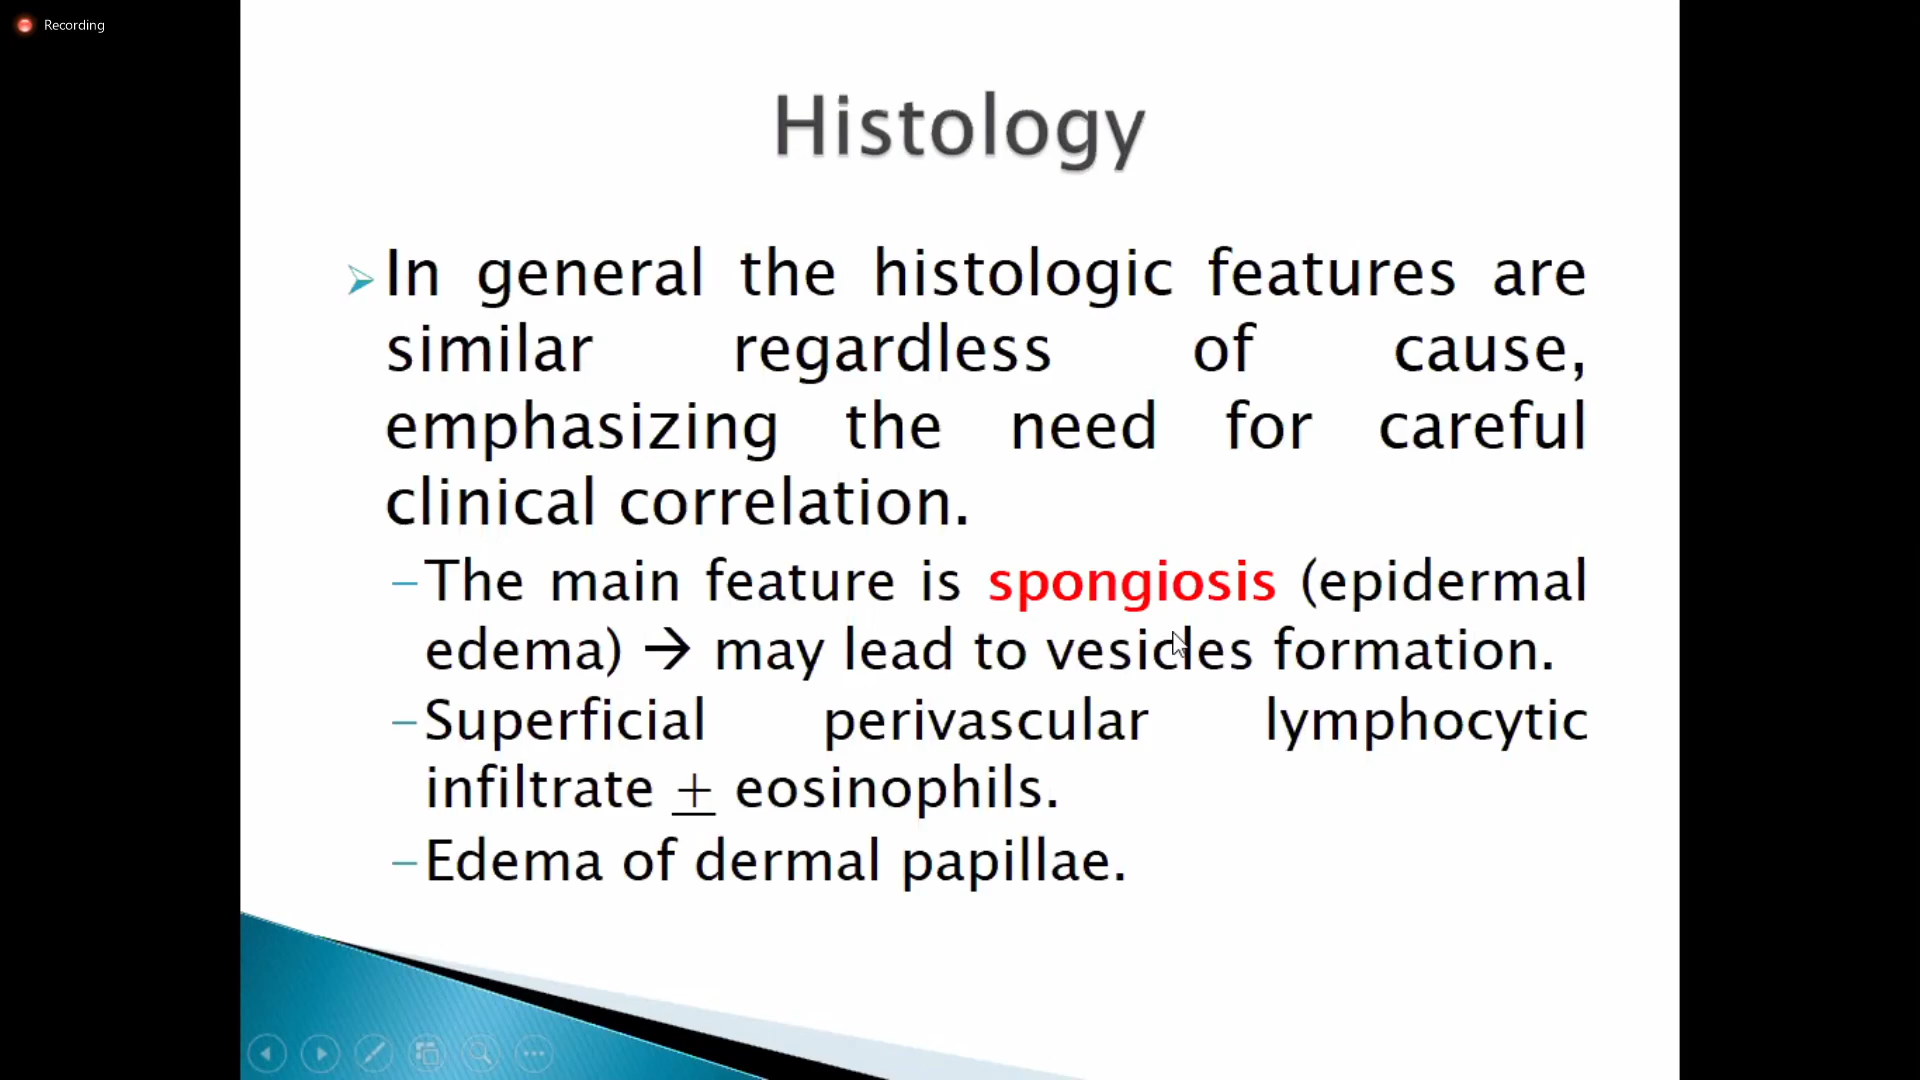 Recording
Histology
In general the histologic features are
similar regardless of cause,
emphasizing the need for careful
clinical correlation.
–The main feature is spongiosis (epidermal
edema) → may lead to vesicles formation.
–Superficial perivascular lymphocytic
infiltrate ± eosinophils.
–Edema of dermal papillae.